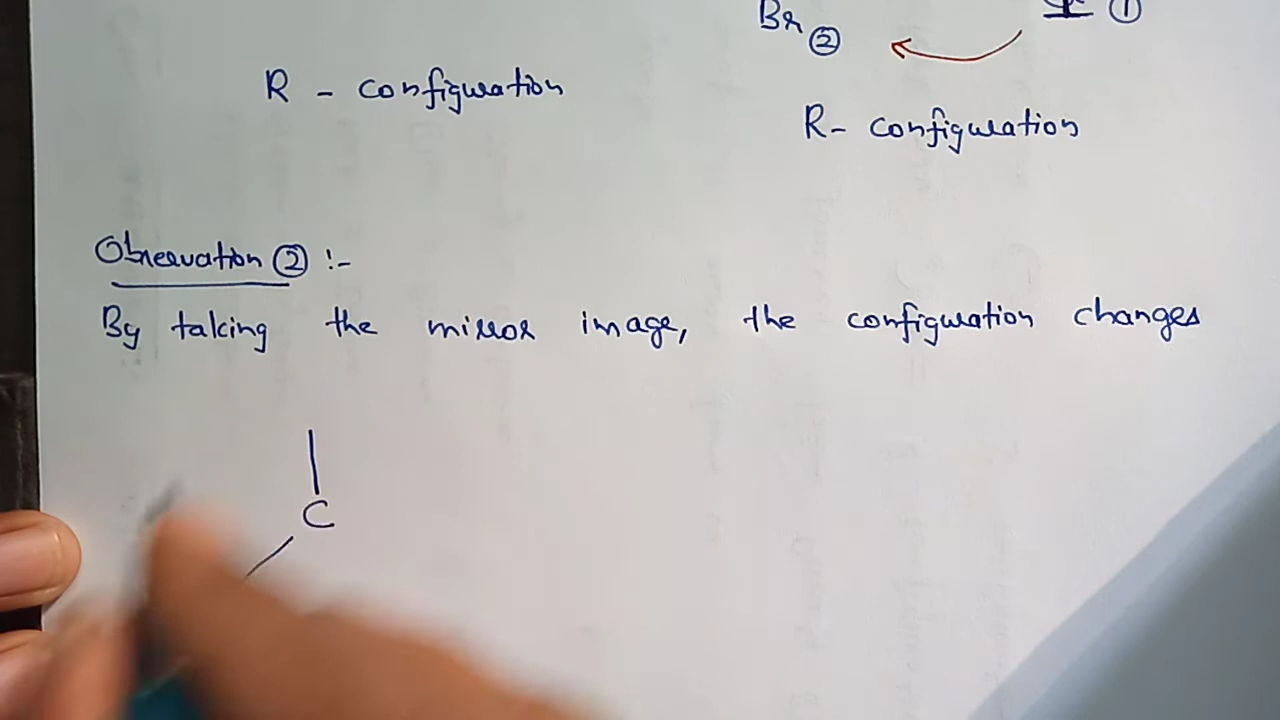 Br ② I ①
R - configuration
R- configuration
Observation ② :-
By taking the mirror image, the configuration changes
C